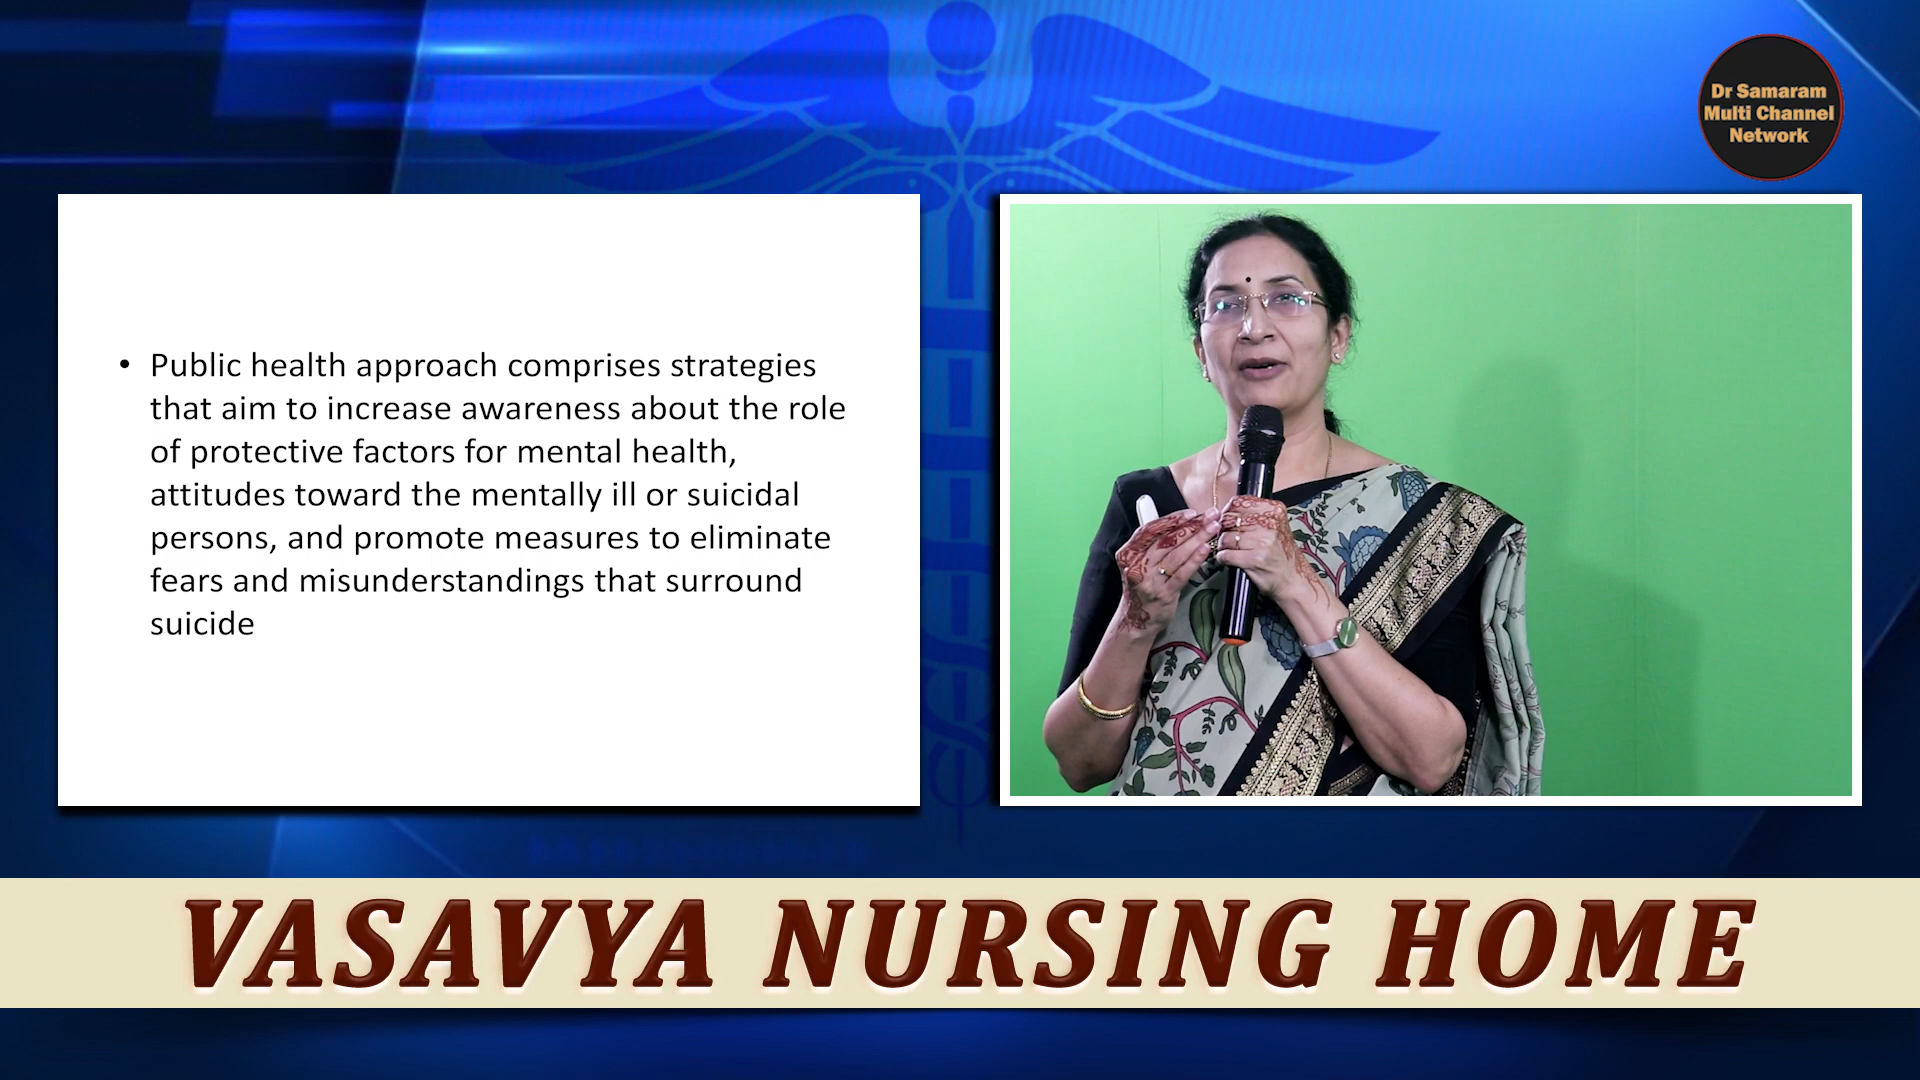 Dr Samaram
Multi Channel
Network
• Public health approach comprises strategies
that aim to increase awareness about the role
of protective factors for mental health,
attitudes toward the mentally ill or suicidal
persons, and promote measures to eliminate
fears and misunderstandings that surround
suicide
VASAVYA NURSING HOME